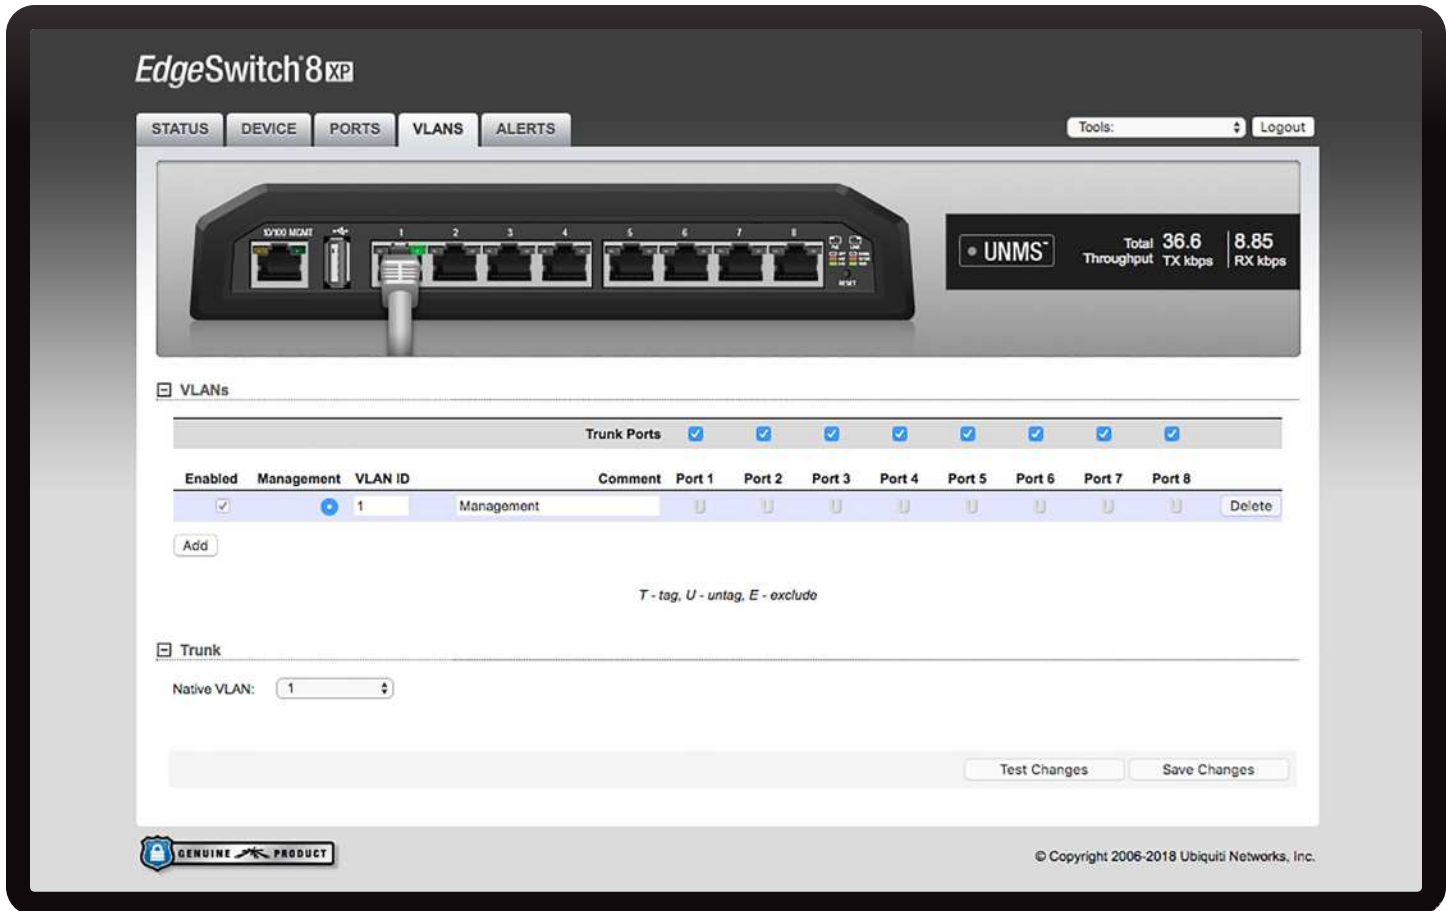 EdgeSwitch 8 XP
STATUS DEVICE PORTS VLANS ALERTS Tools: Logout
10/100 MGMT 1 2 3 4 5 6 7 8
RESET
UNMS™
Total Throughput 36.6 TX kbps 8.85 RX kbps
VLANs
Trunk Ports
Enabled Management VLAN ID Comment Port 1 Port 2 Port 3 Port 4 Port 5 Port 6 Port 7 Port 8
1 Management U U U U U U U U Delete
Add
T - tag, U - untag, E - exclude
Trunk
Native VLAN: 1
Test Changes Save Changes
GENUINE PRODUCT
© Copyright 2006-2018 Ubiquiti Networks, Inc.